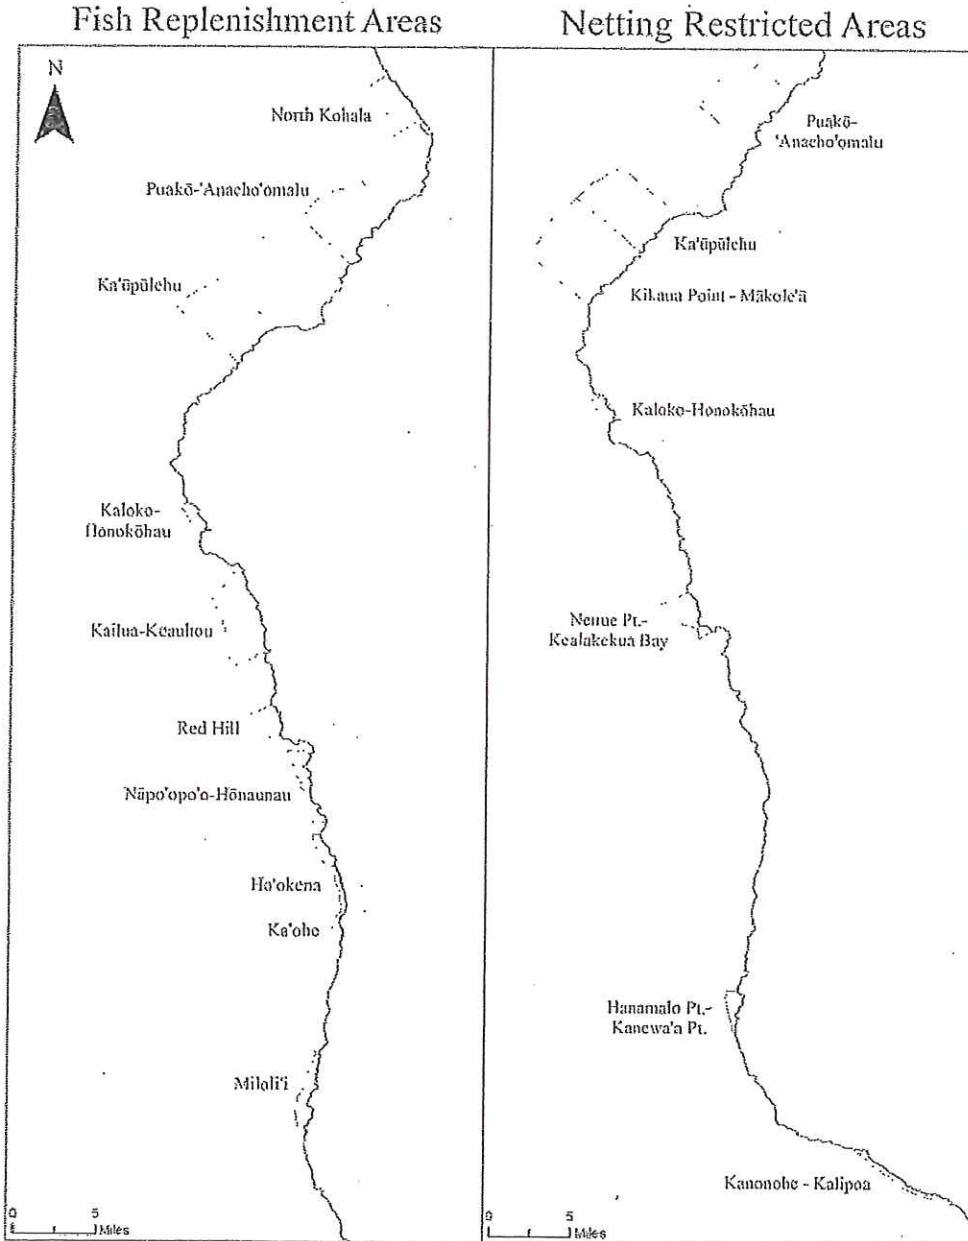 Fish Replenishment Areas
N
North Kohala
Puakō-'Anaeho'omalu
Ka'ūpūlehu
Kaloko-
Honokōhau
Kailua-Keauhou
Red Hill
Nāpo'opo'o-Hōnaunau
Ho'okena
Ka'ohe
Miloli'i
0 5
Miles
Netting Restricted Areas
Puakō-
'Anaeho'omalu
Ka'ūpūlehu
Kikaua Point - Mākole'ā
Kaloko-Honokōhau
Nenue Pt.-
Kealakekua Bay
Hanamalo Pt.-
Kanewa'a Pt.
Kanonohe - Kalipoa
0 5
Miles